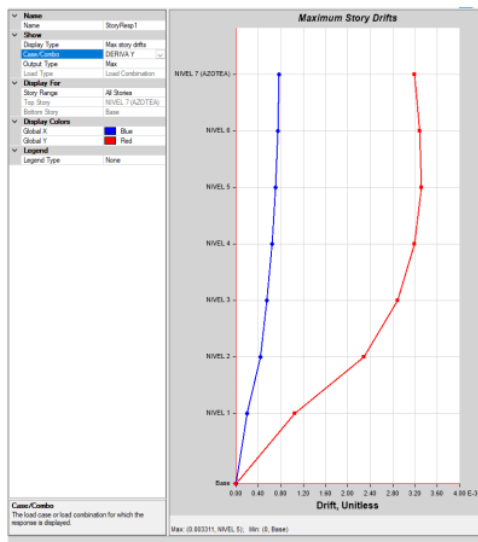 Name
Name StoryResp1
Show
Display Type Max story drifts
Case/Combo DERIVA Y
Output Type Max
Load Type Load Combination
Display For
Story Range All Stories
Top Story NIVEL 7 (AZOTEA)
Bottom Story Base
Display Colors
Global X Blue
Global Y Red
Legend
Legend Type None
Case/Combo
The load case or load combination for which the
response is displayed.
Maximum Story Drifts
NIVEL 7 (AZOTEA)
NIVEL 6
NIVEL 5
NIVEL 4
NIVEL 3
NIVEL 2
NIVEL 1
Base
0.00 0.40 0.80 1.20 1.60 2.00 2.40 2.80 3.20 3.60 4.00 E-3
Drift, Unitless
Max: (0.003311, NIVEL 5); Min: (0, Base)